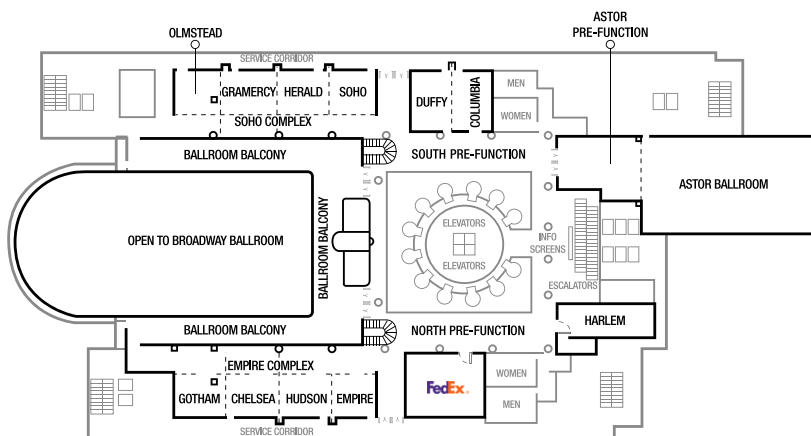 OLMSTEAD
ASTOR
PRE-FUNCTION
SERVICE CORRIDOR
GRAMERCY
HERALD
SOHO
SOHO COMPLEX
DUFFY
COLUMBIA
MEN
WOMEN
BALLROOM BALCONY
SOUTH PRE-FUNCTION
ASTOR BALLROOM
OPEN TO BROADWAY BALLROOM
BALLROOM BALCONY
ELEVATORS
ELEVATORS
INFO
SCREENS
ESCALATORS
HARLEM
BALLROOM BALCONY
NORTH PRE-FUNCTION
EMPIRE COMPLEX
GOTHAM
CHELSEA
HUDSON
EMPIRE
FedEx
WOMEN
MEN
SERVICE CORRIDOR